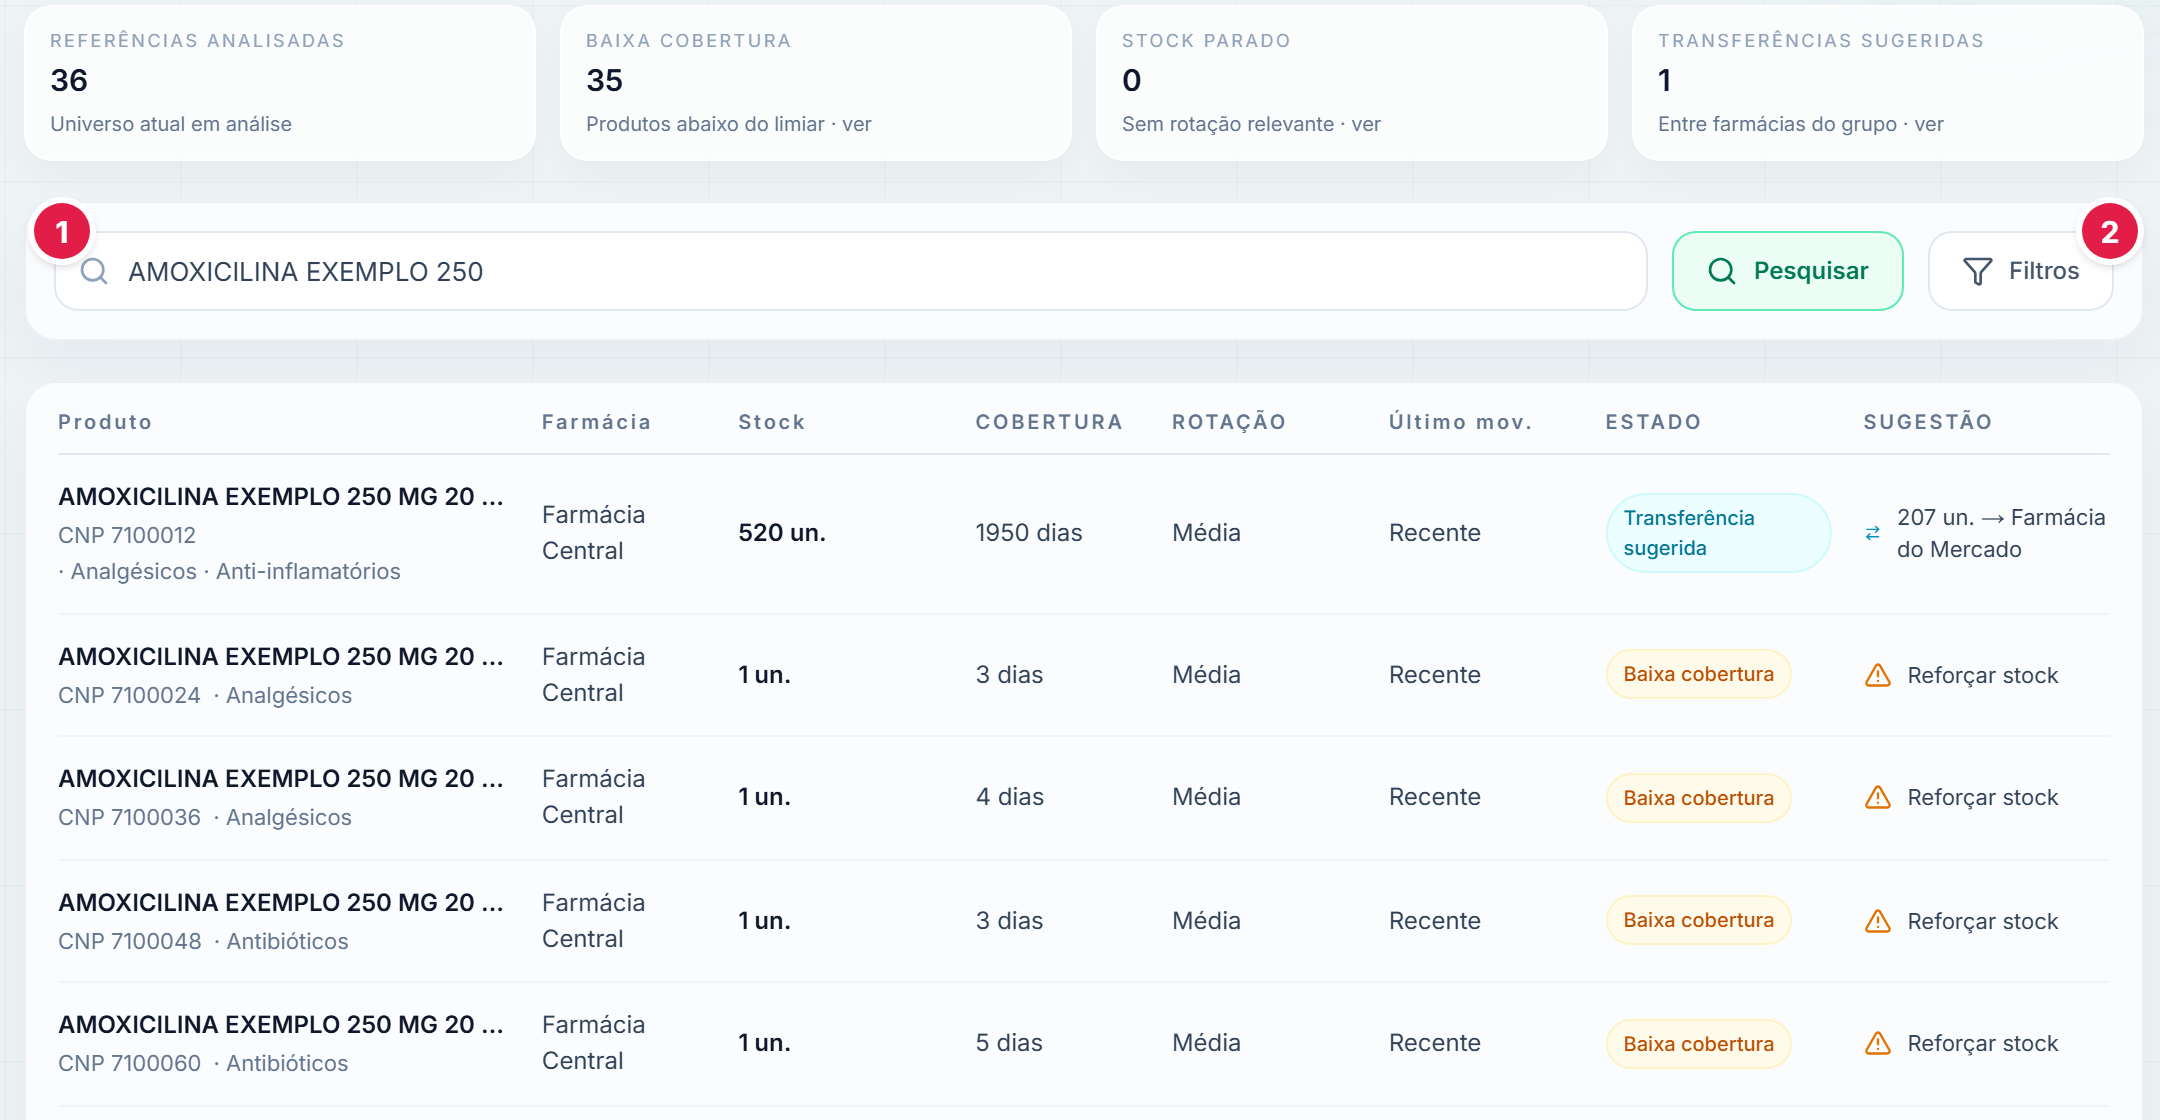 REFERÊNCIAS ANALISADAS
36
Universo atual em análise
BAIXA COBERTURA
35
Produtos abaixo do limiar · ver
STOCK PARADO
0
Sem rotação relevante · ver
TRANSFERÊNCIAS SUGERIDAS
1
Entre farmácias do grupo · ver
1
AMOXICILINA EXEMPLO 250
Pesquisar
Filtros
2
Produto Farmácia Stock COBERTURA ROTAÇÃO Último mov. ESTADO SUGESTÃO
AMOXICILINA EXEMPLO 250 MG 20 ...
CNP 7100012
· Analgésicos · Anti-inflamatórios
Farmácia
Central
520 un.
1950 dias
Média
Recente
Transferência
sugerida
207 un. → Farmácia
do Mercado
AMOXICILINA EXEMPLO 250 MG 20 ...
CNP 7100024 · Analgésicos
Farmácia
Central
1 un.
3 dias
Média
Recente
Baixa cobertura
Reforçar stock
AMOXICILINA EXEMPLO 250 MG 20 ...
CNP 7100036 · Analgésicos
Farmácia
Central
1 un.
4 dias
Média
Recente
Baixa cobertura
Reforçar stock
AMOXICILINA EXEMPLO 250 MG 20 ...
CNP 7100048 · Antibióticos
Farmácia
Central
1 un.
3 dias
Média
Recente
Baixa cobertura
Reforçar stock
AMOXICILINA EXEMPLO 250 MG 20 ...
CNP 7100060 · Antibióticos
Farmácia
Central
1 un.
5 dias
Média
Recente
Baixa cobertura
Reforçar stock